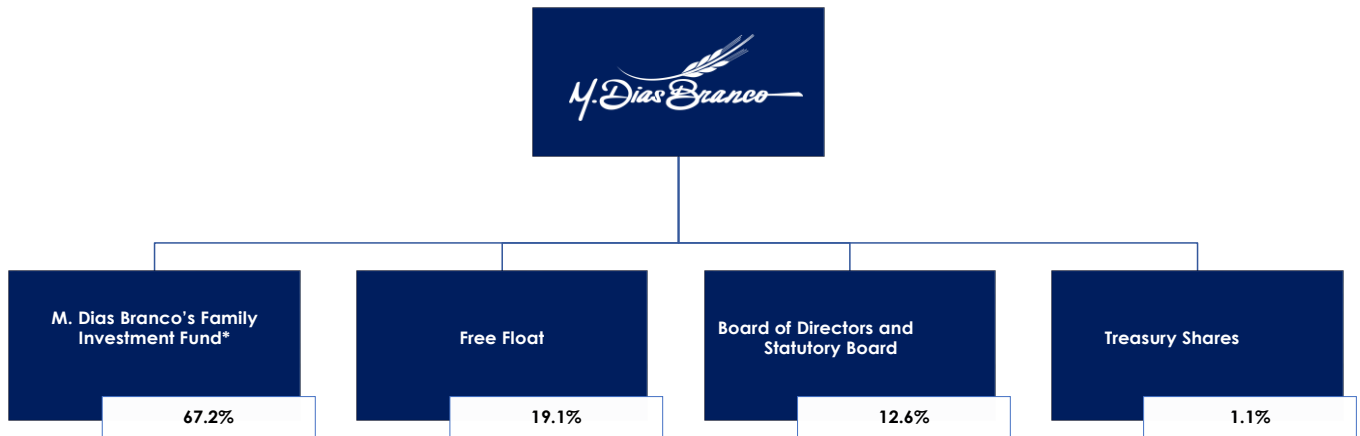 M. Dias Branco
M. Dias Branco’s Family
Investment Fund*
67.2%
Free Float
19.1%
Board of Directors and
Statutory Board
12.6%
Treasury Shares
1.1%